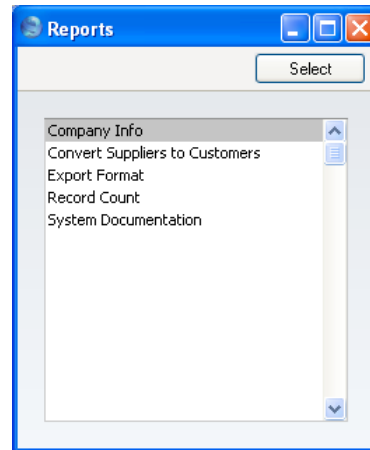 Reports
Select
Company Info
Convert Suppliers to Customers
Export Format
Record Count
System Documentation